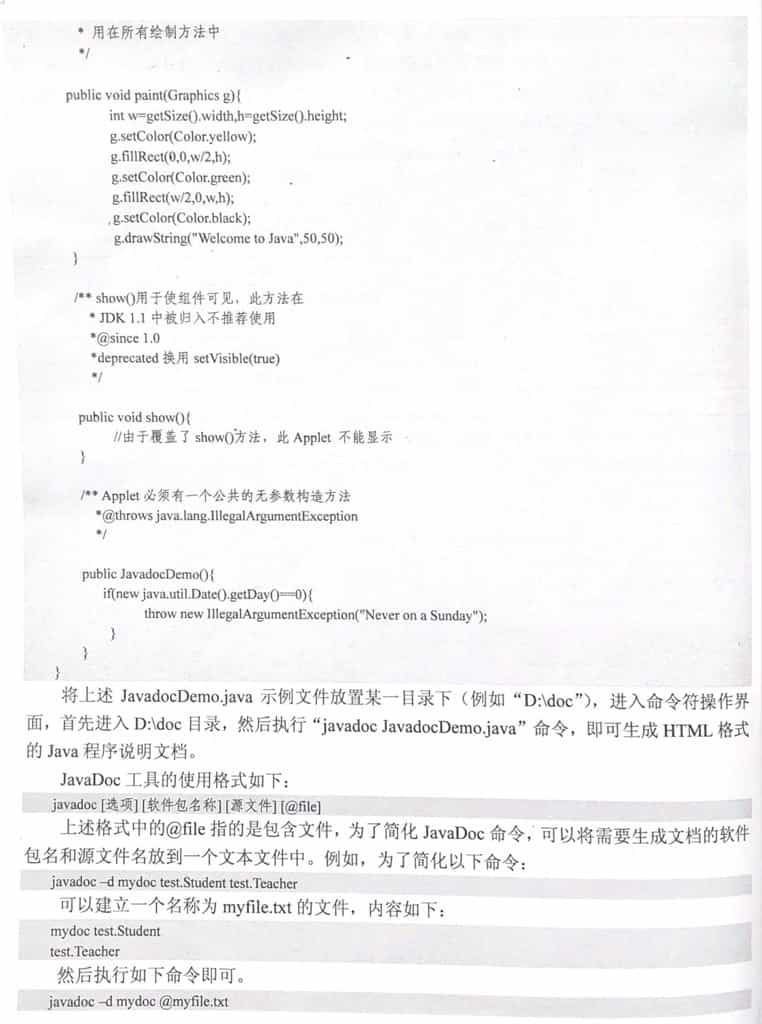 * 用在所有绘制方法中
*/
public void paint(Graphics g){
int w=getSize().width,h=getSize().height;
g.setColor(Color.yellow);
g.fillRect(0,0,w/2,h);
g.setColor(Color.green);
g.fillRect(w/2,0,w,h);
g.setColor(Color.black);
g.drawString("Welcome to Java",50,50);
}
/** show()用于使组件可见，此方法在
* JDK 1.1 中被归入不推荐使用
*@since 1.0
*deprecated 换用 setVisible(true)
*/
public void show(){
//由于覆盖了 show()方法，此 Applet 不能显示
}
/** Applet 必须有一个公共的无参数构造方法
*@throws java.lang.IllegalArgumentException
*/
public JavadocDemo(){
if(new java.util.Date().getDay()==0){
throw new IllegalArgumentException("Never on a Sunday");
}
}
}
将上述 JavadocDemo.java 示例文件放置某一目录下（例如“D:\doc”），进入命令符操作界
面，首先进入 D:\doc 目录，然后执行“javadoc JavadocDemo.java”命令，即可生成 HTML 格式
的 Java 程序说明文档。
JavaDoc 工具的使用格式如下：
javadoc [选项] [软件包名称] [源文件] [@file]
上述格式中的@file 指的是包含文件，为了简化 JavaDoc 命令，可以将需要生成文档的软件
包名和源文件名放到一个文本文件中。例如，为了简化以下命令：
javadoc –d mydoc test.Student test.Teacher
可以建立一个名称为 myfile.txt 的文件，内容如下：
mydoc test.Student
test.Teacher
然后执行如下命令即可。
javadoc –d mydoc @myfile.txt